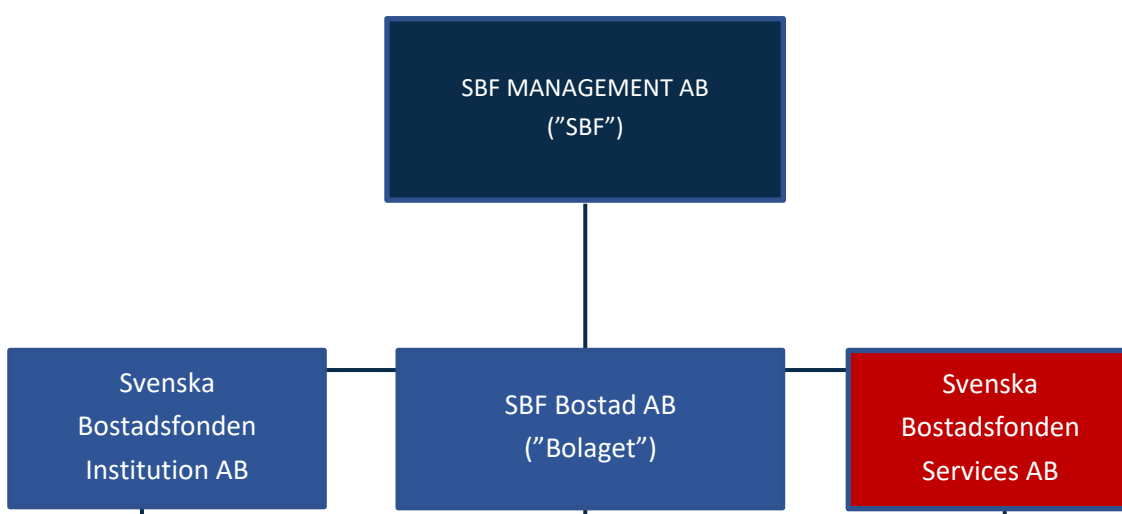 SBF MANAGEMENT AB
(”SBF”)
Svenska
Bostadsfonden
Institution AB
SBF Bostad AB
(”Bolaget”)
Svenska
Bostadsfonden
Services AB